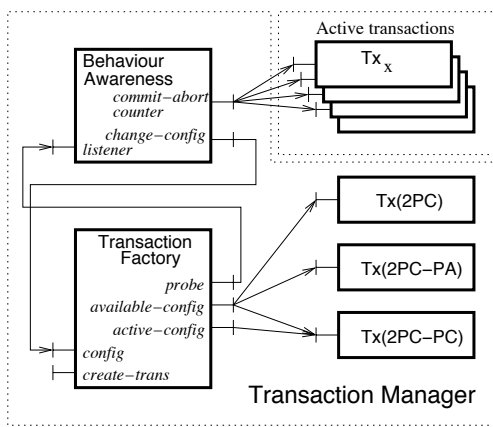 Active transactions
Behaviour
Awareness
commit-abort
counter
change-config
listener
Tx x
Tx(2PC)
Transaction
Factory
probe
available-config
active-config
config
create-trans
Tx(2PC-PA)
Tx(2PC-PC)
Transaction Manager